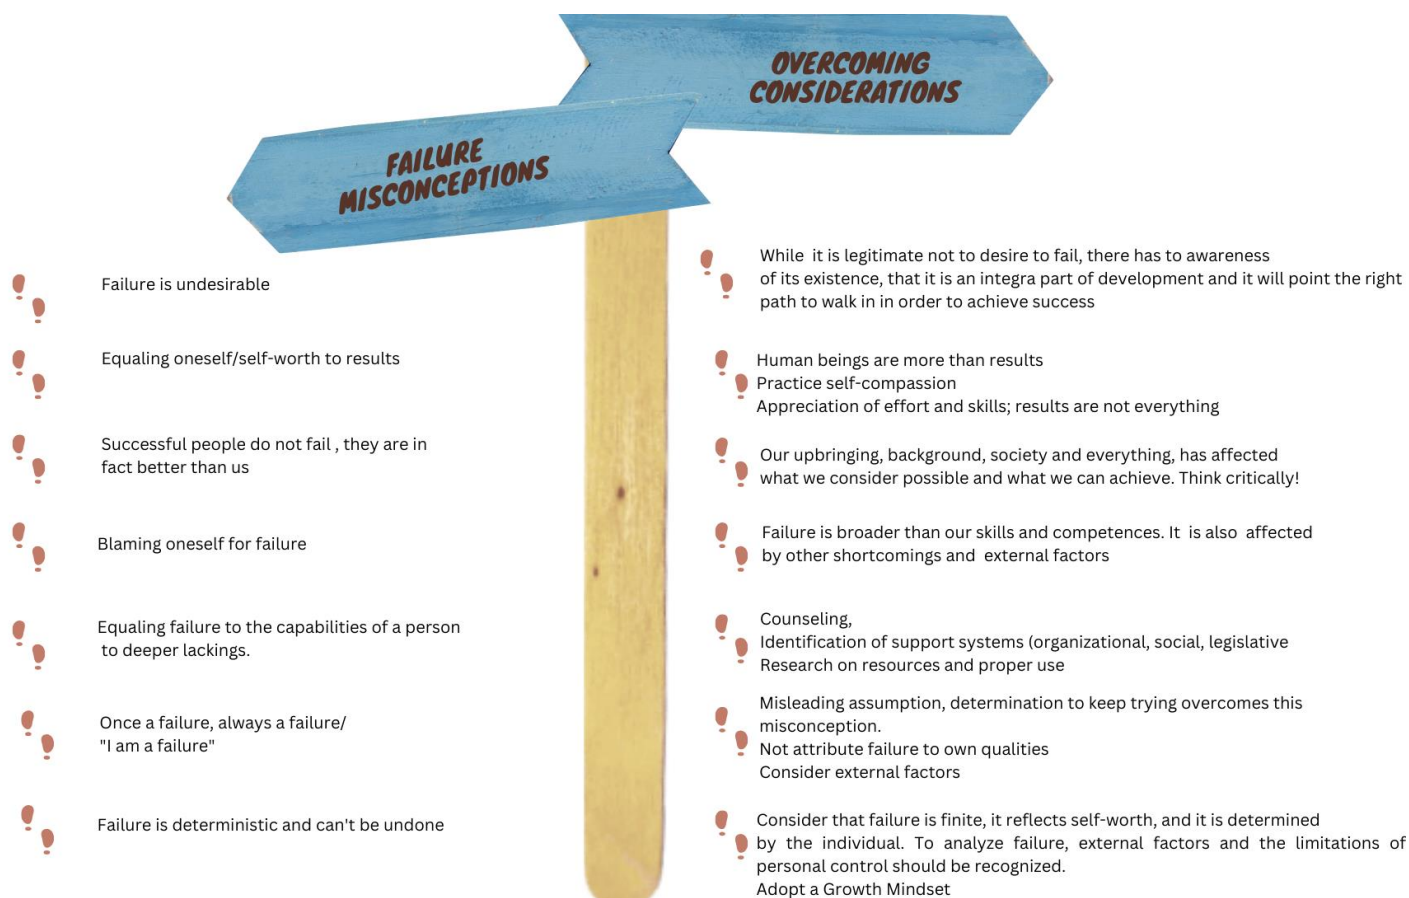 OVERCOMING
CONSIDERATIONS
FAILURE
MISCONCEPTIONS
Failure is undesirable
While it is legitimate not to desire to fail, there has to awareness
of its existence, that it is an integra part of development and it will point the right
path to walk in in order to achieve success
Equaling oneself/self-worth to results
Human beings are more than results
Practice self-compassion
Appreciation of effort and skills; results are not everything
Successful people do not fail , they are in
fact better than us
Our upbringing, background, society and everything, has affected
what we consider possible and what we can achieve. Think critically!
Blaming oneself for failure
Failure is broader than our skills and competences. It is also affected
by other shortcomings and external factors
Equaling failure to the capabilities of a person
to deeper lackings.
Counseling,
Identification of support systems (organizational, social, legislative
Research on resources and proper use
Once a failure, always a failure/
"I am a failure"
Misleading assumption, determination to keep trying overcomes this
misconception.
Not attribute failure to own qualities
Consider external factors
Failure is deterministic and can't be undone
Consider that failure is finite, it reflects self-worth, and it is determined
by the individual. To analyze failure, external factors and the limitations of
personal control should be recognized.
Adopt a Growth Mindset